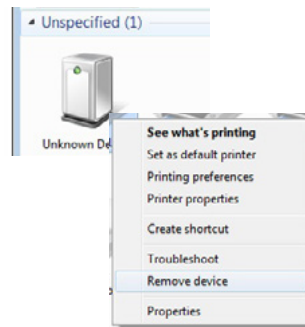 Unspecified (1)
Unknown De
See what's printing
Set as default printer
Printing preferences
Printer properties
Create shortcut
Troubleshoot
Remove device
Properties